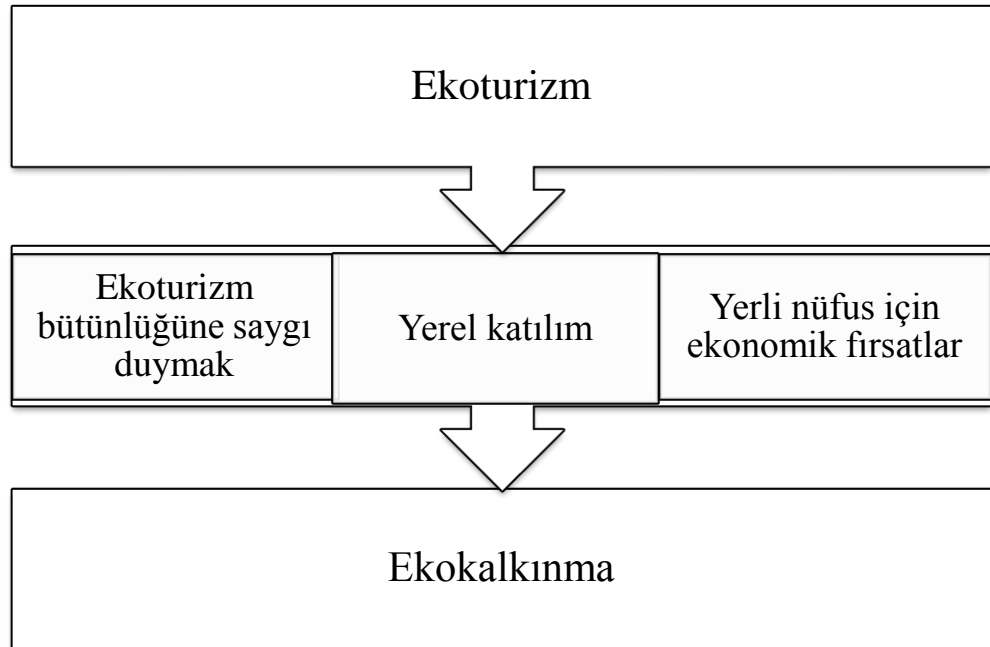 Ekoturizm
Ekoturizm
bütünlüğüne saygı
duymak
Yerel katılım
Yerli nüfus için
ekonomik fırsatlar
Ekokalkınma